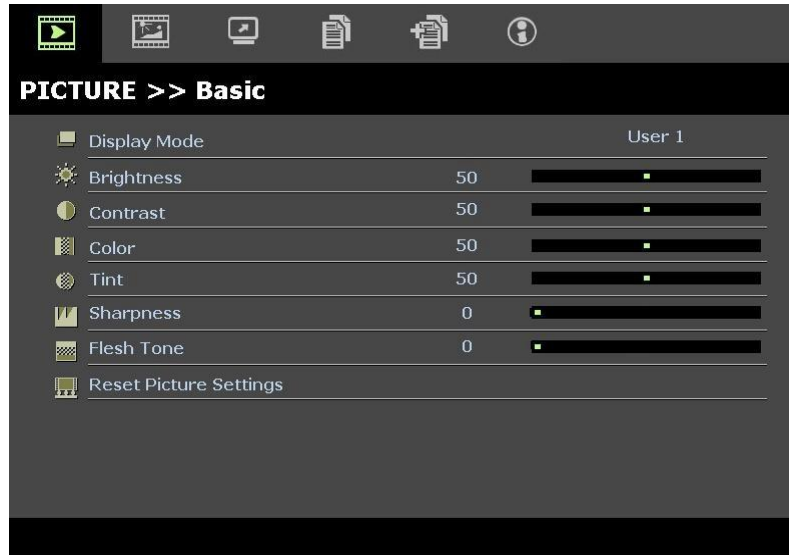 PICTURE >> Basic
Display Mode User 1
Brightness 50
Contrast 50
Color 50
Tint 50
Sharpness 0
Flesh Tone 0
Reset Picture Settings